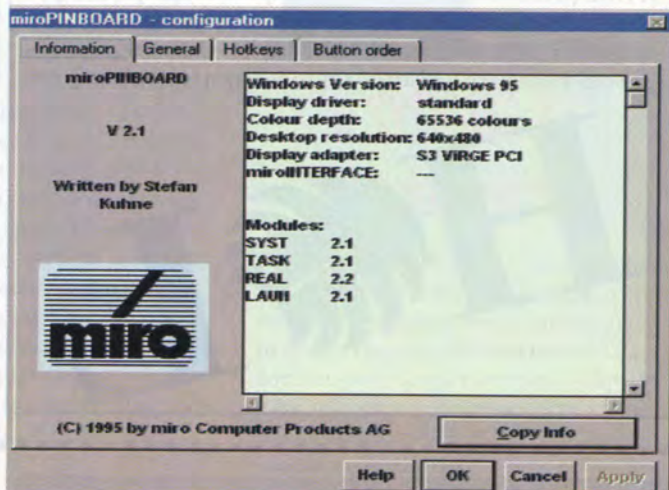 miroPINBOARD - configuration
Information General Hotkeys Button order
miroPINBOARD
V 2.1
Written by Stefan
Kuhne
miro
Windows Version: Windows 95
Display driver: standard
Colour depth: 65536 colours
Desktop resolution: 640x480
Display adapter: S3 ViRGE PCI
miroINTERFACE: ---
Modules:
SYST 2.1
TASK 2.1
REAL 2.2
LAUN 2.1
(C) 1995 by miro Computer Products AG
Copy Info
Help OK Cancel Apply